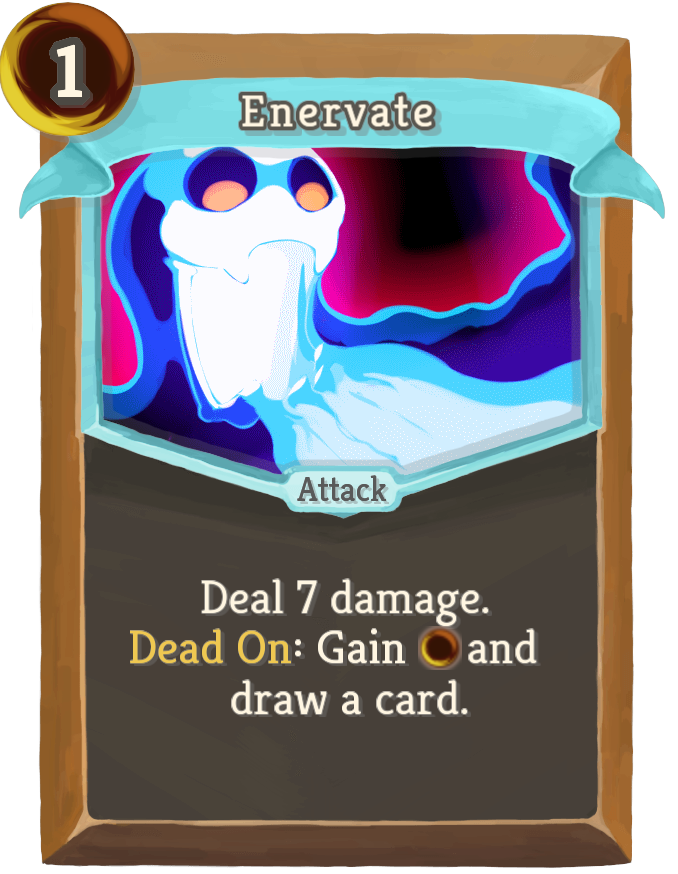 1
Enervate
Attack
Deal 7 damage.
Dead On: Gain and
draw a card.